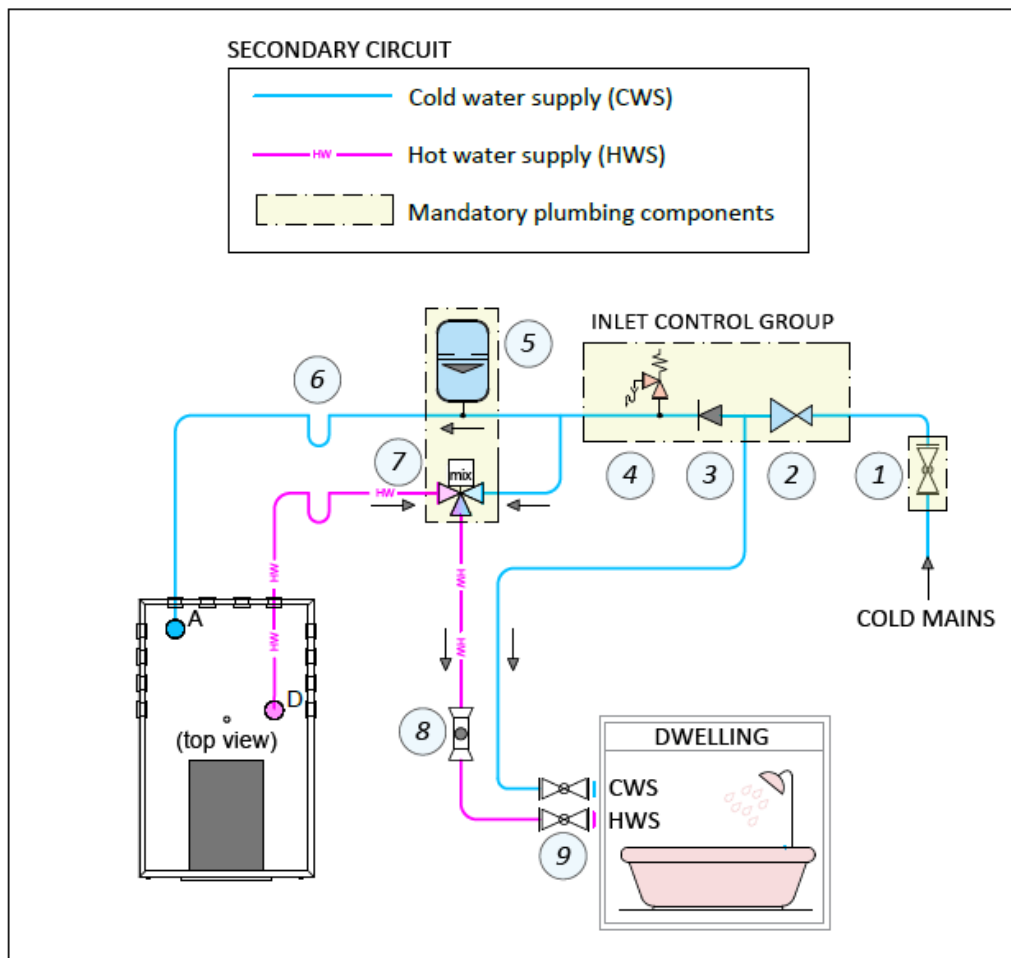 SECONDARY CIRCUIT
Cold water supply (CWS)
HW
Hot water supply (HWS)
Mandatory plumbing components
INLET CONTROL GROUP
5
6
7
mix
HW
4
3
2
1
HW
HW
COLD MAINS
A
HW
HW
D
(top view)
8
DWELLING
CWS
HWS
9